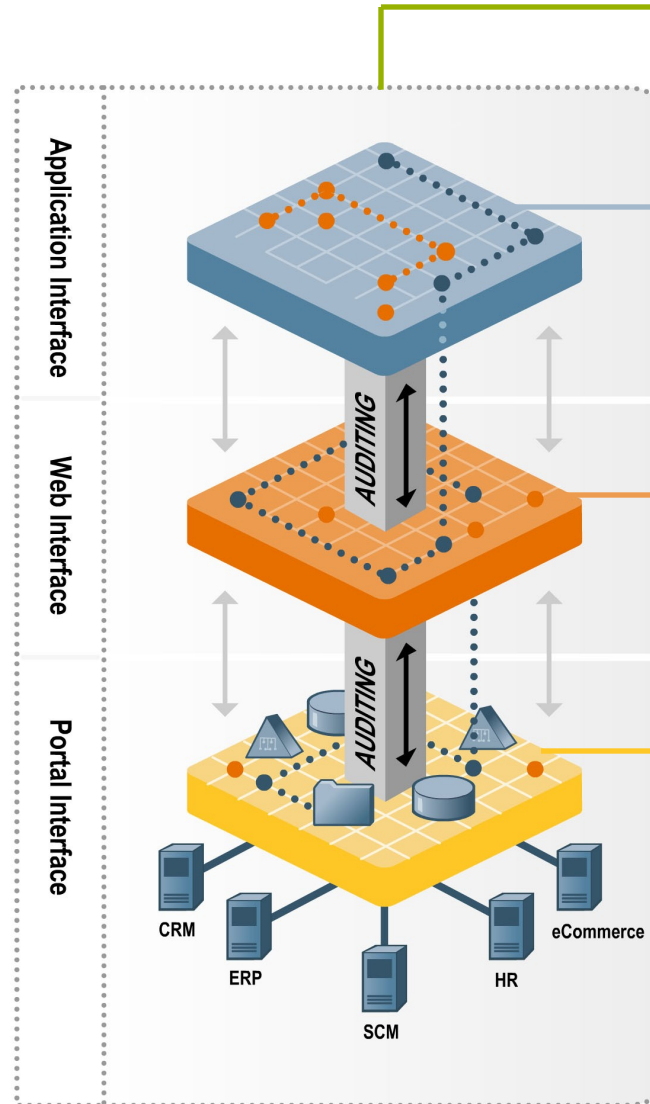 Application Interface
AUDITING
Web Interface
AUDITING
Portal Interface
CRM
ERP
SCM
HR
eCommerce